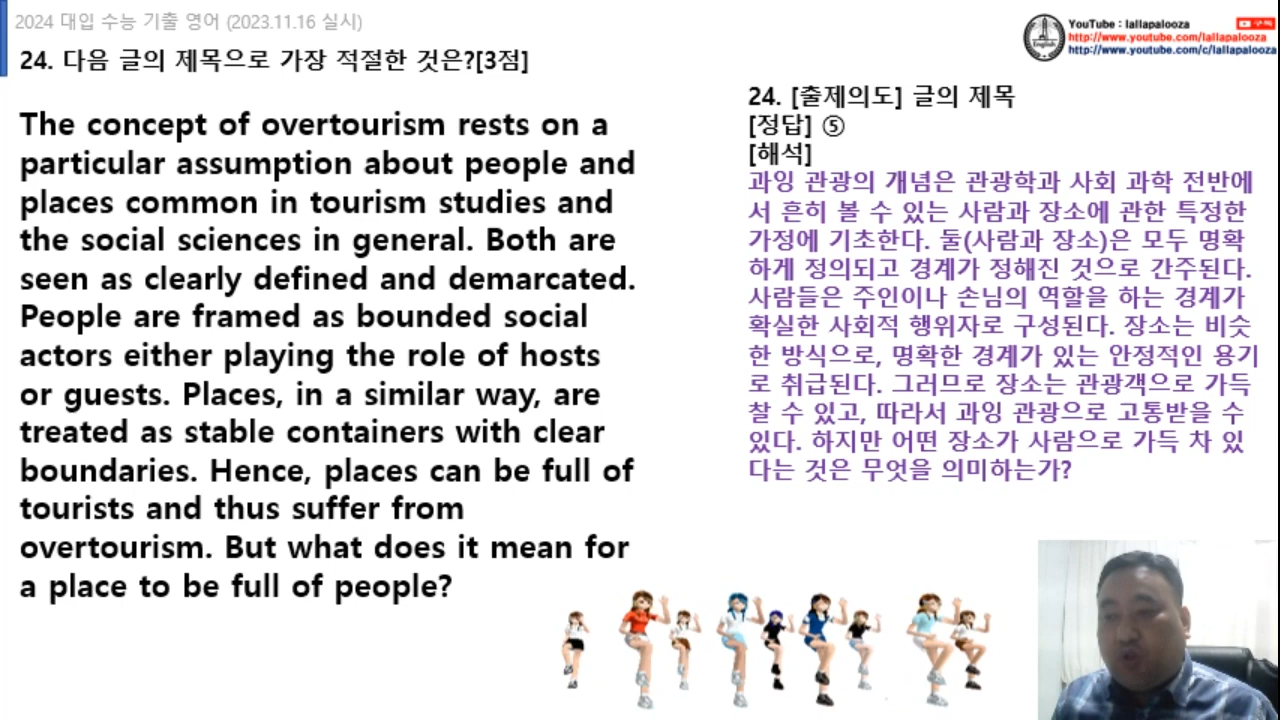 2024 대입 수능 기출 영어 (2023.11.16 실시)
24. 다음 글의 제목으로 가장 적절한 것은?[3점]
The concept of overtourism rests on a
particular assumption about people and
places common in tourism studies and
the social sciences in general. Both are
seen as clearly defined and demarcated.
People are framed as bounded social
actors either playing the role of hosts
or guests. Places, in a similar way, are
treated as stable containers with clear
boundaries. Hence, places can be full of
tourists and thus suffer from
overtourism. But what does it mean for
a place to be full of people?
YouTube : lallapalooza
구독
http://www.youtube.com/lallapalooza
http://www.youtube.com/c/lallapalooza
English
24. [출제의도] 글의 제목
[정답] ⑤
[해석]
과잉 관광의 개념은 관광학과 사회 과학 전반에
서 흔히 볼 수 있는 사람과 장소에 관한 특정한
가정에 기초한다. 둘(사람과 장소)은 모두 명확
하게 정의되고 경계가 정해진 것으로 간주된다.
사람들은 주인이나 손님의 역할을 하는 경계가
확실한 사회적 행위자로 구성된다. 장소는 비슷
한 방식으로, 명확한 경계가 있는 안정적인 용기
로 취급된다. 그러므로 장소는 관광객으로 가득
찰 수 있고, 따라서 과잉 관광으로 고통받을 수
있다. 하지만 어떤 장소가 사람으로 가득 차 있
다는 것은 무엇을 의미하는가?